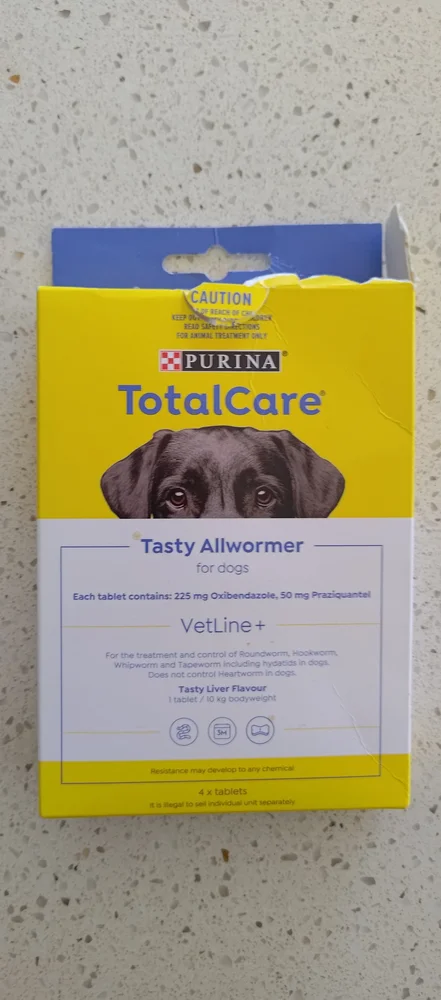 CAUTION
OF REACH OF
KEEP
READ SAFETY DIRECTIONS
FOR ANIMAL TREATMENT ONLY
PURINA®
TotalCare®
Tasty Allwormer
for dogs
Each tablet contains: 225 mg Oxibendazole, 50 mg Praziquantel
VetLine+
For the treatment and control of Roundworm, Hookworm,
Whipworm and Tapeworm including hydatids in dogs.
Does not control Heartworm in dogs.
Tasty Liver Flavour
1 tablet / 10 kg bodyweight
3M
Resistance may develop to any chemical
4 x tablets
It is illegal to sell individual unit separately.